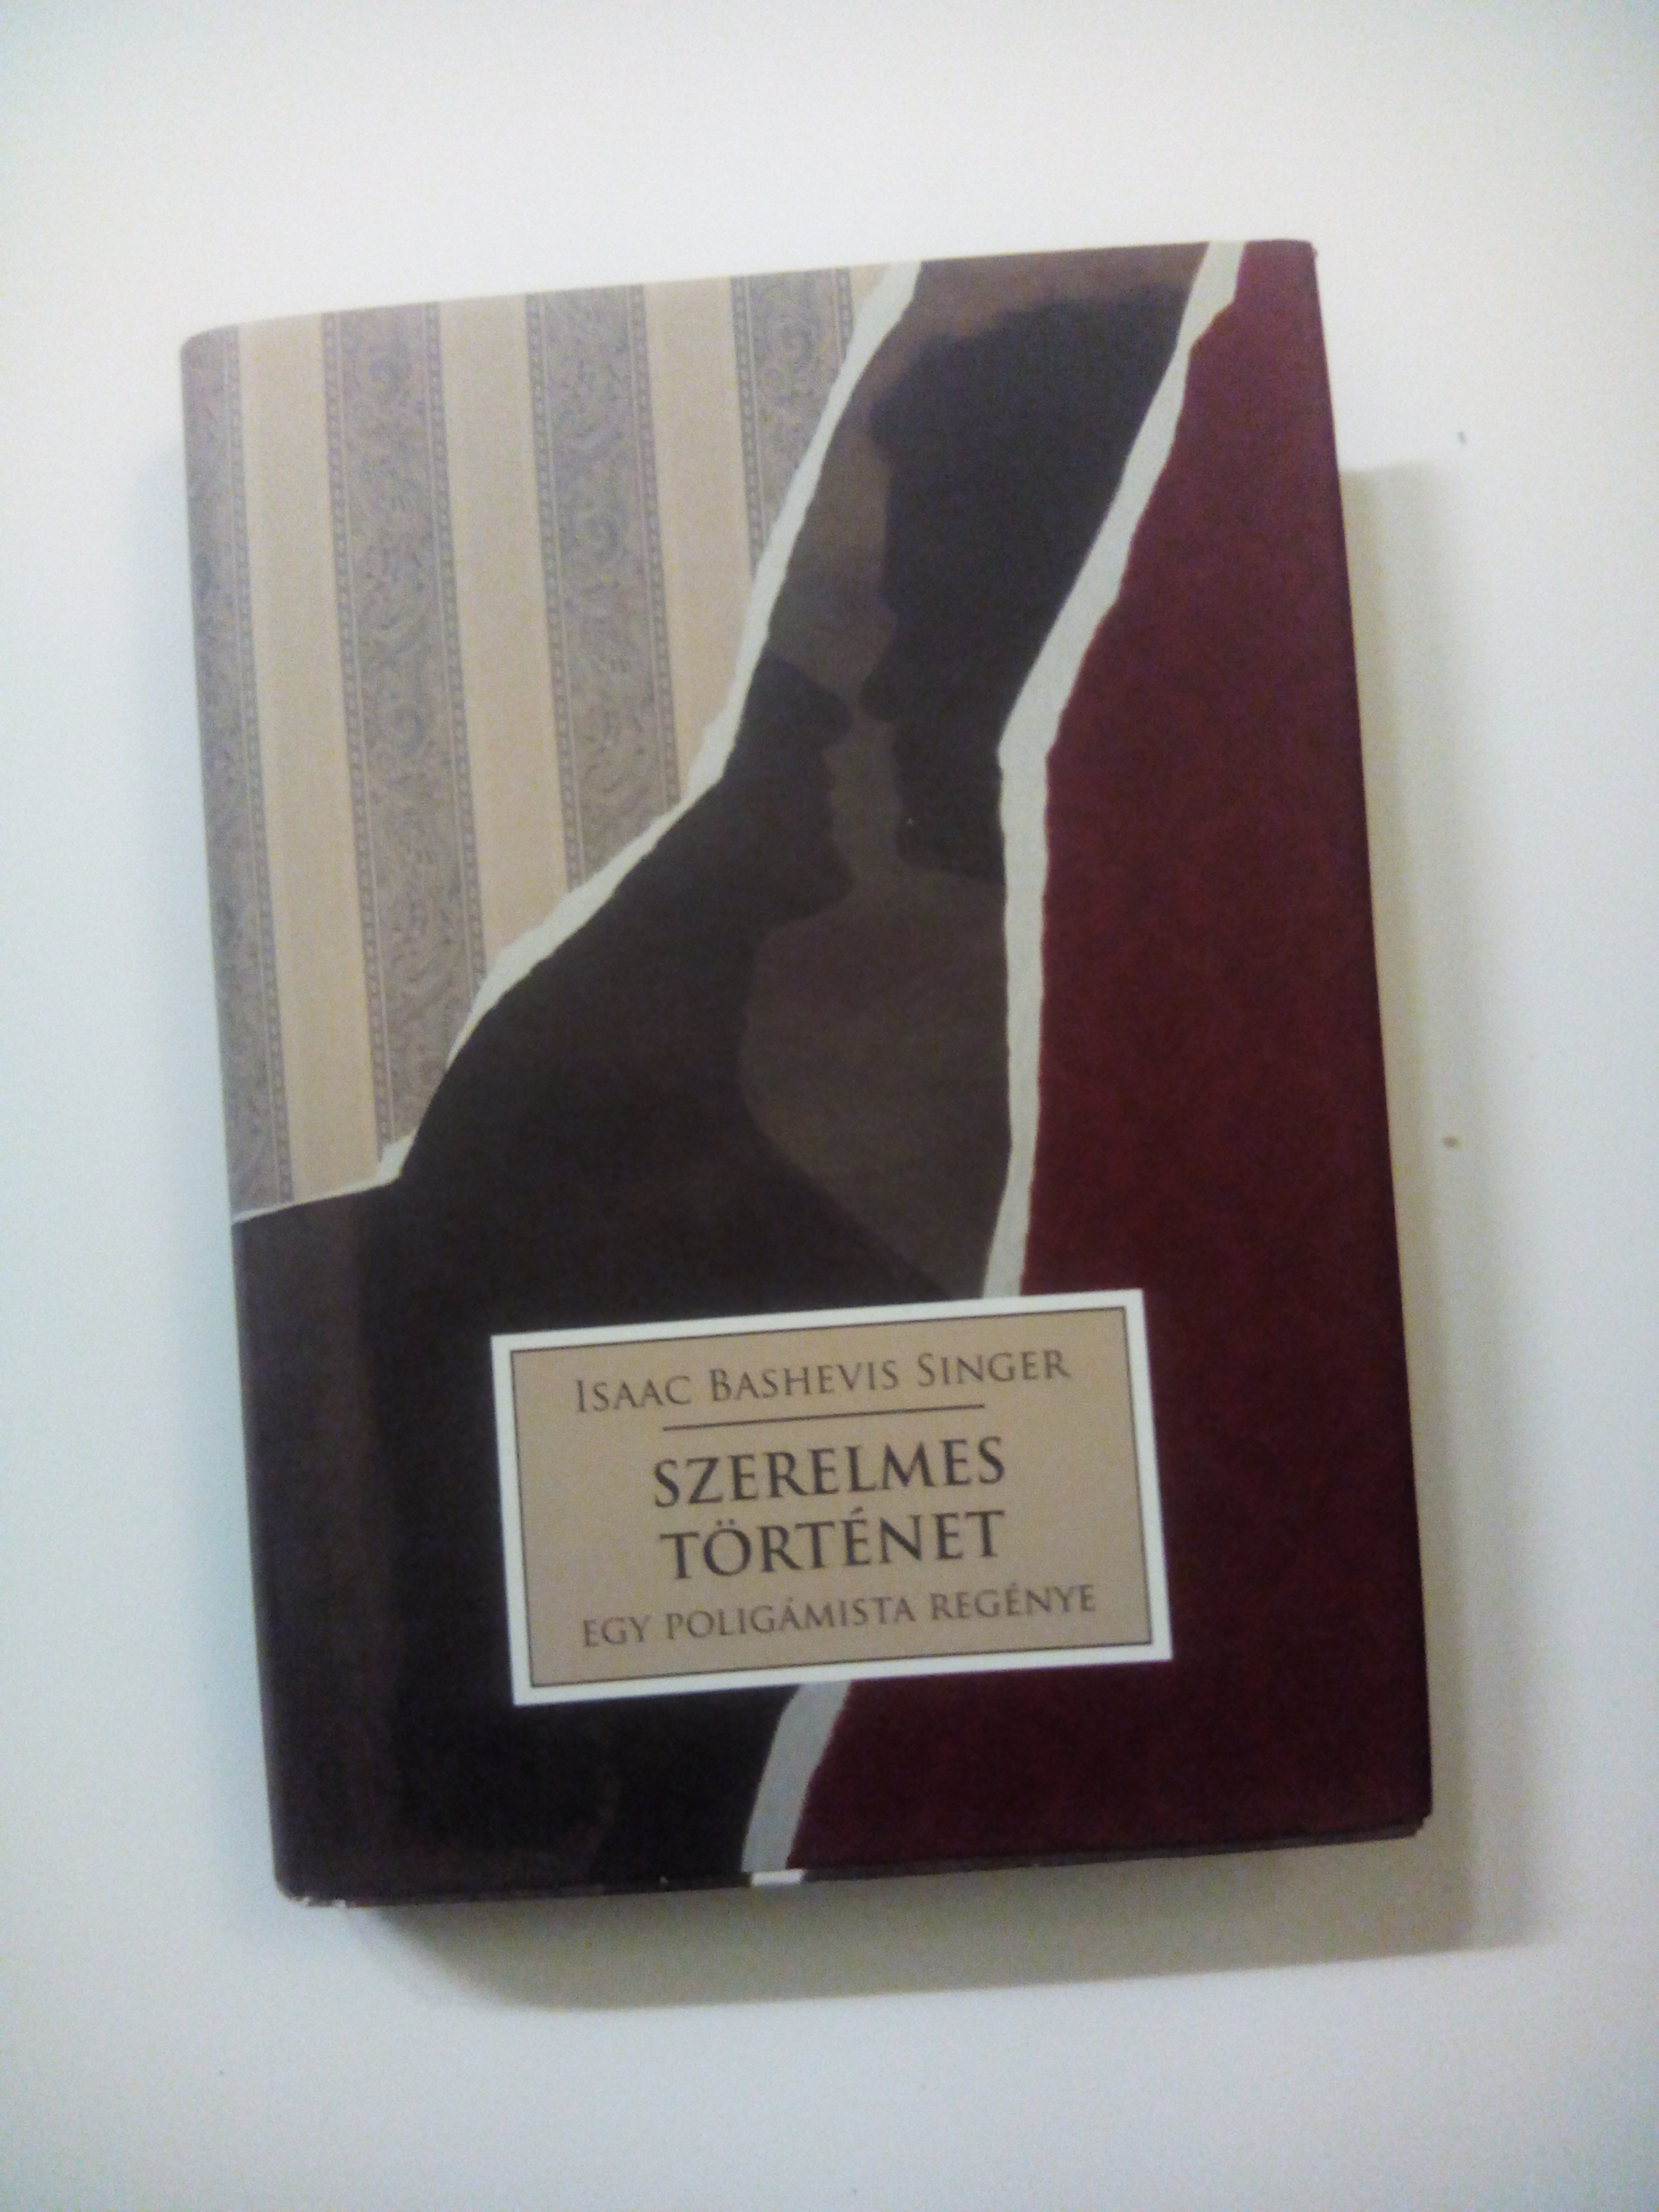 ISAAC BASHEVIS SINGER
SZERELMES
TÖRTÉNET
EGY POLIGÁMISTA REGÉNYE